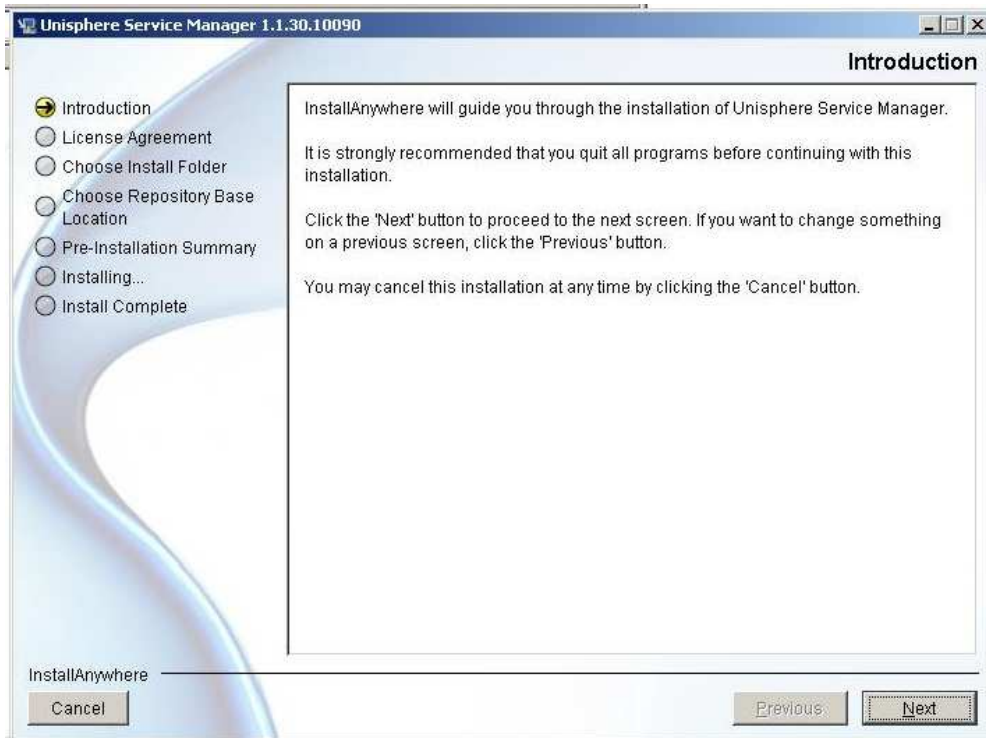 Unisphere Service Manager 1.1.30.10090
Introduction
Introduction
License Agreement
Choose Install Folder
Choose Repository Base
Location
Pre-Installation Summary
Installing...
Install Complete
InstallAnywhere will guide you through the installation of Unisphere Service Manager.
It is strongly recommended that you quit all programs before continuing with this
installation.
Click the 'Next' button to proceed to the next screen. If you want to change something
on a previous screen, click the 'Previous' button.
You may cancel this installation at any time by clicking the 'Cancel' button.
InstallAnywhere
Cancel
Previous
Next